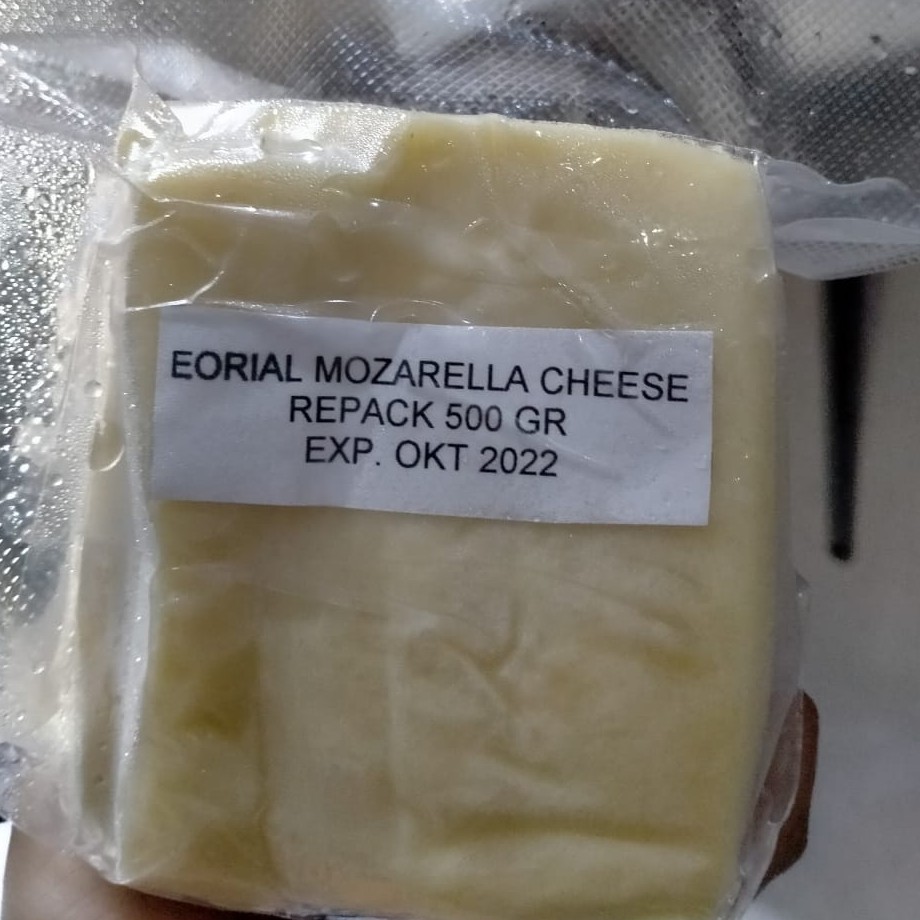 EORIAL MOZARELLA CHEESE
REPACK 500 GR
EXP. OKT 2022